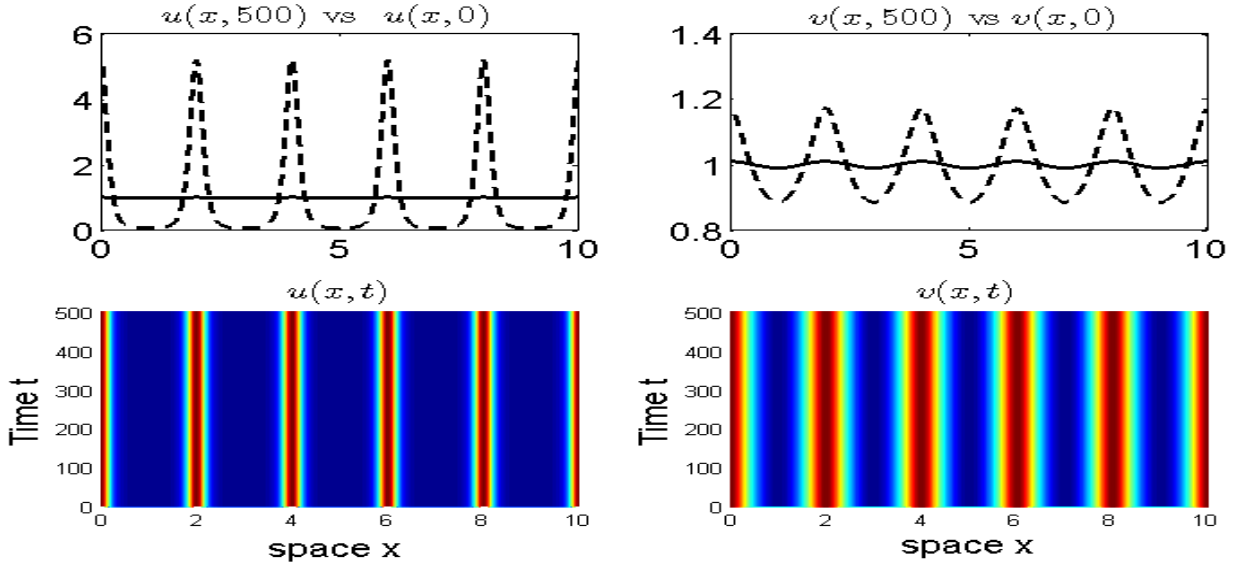 u(x, 500) vs u(x, 0)
6
4
2
0
0 5 10
v(x, 500) vs v(x, 0)
1.4
1.2
1
0.8
0 5 10
u(x, t)
500
400
300
200
100
0
0 2 4 6 8 10
Time t
space x
v(x, t)
500
400
300
200
100
0
0 2 4 6 8 10
Time t
space x